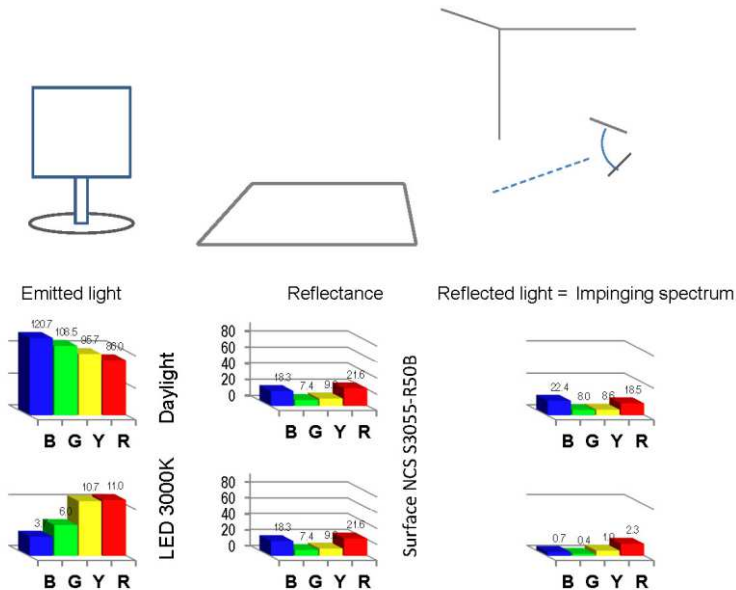 Emitted light
Reflectance
Reflected light = Impinging spectrum
120.7 108.5 95.7 86.0
B G Y R
Daylight
80
60
40
20
0
18.3 7.4 21.6
B G Y R
Surface NCS S3055-R50B
22.4 8.0 8.6 18.5
B G Y R
6.0 10.7 11.0
B G Y R
LED 3000K
80
60
40
20
0
18.3 7.4 21.6
B G Y R
0.7 0.4 2.3
B G Y R